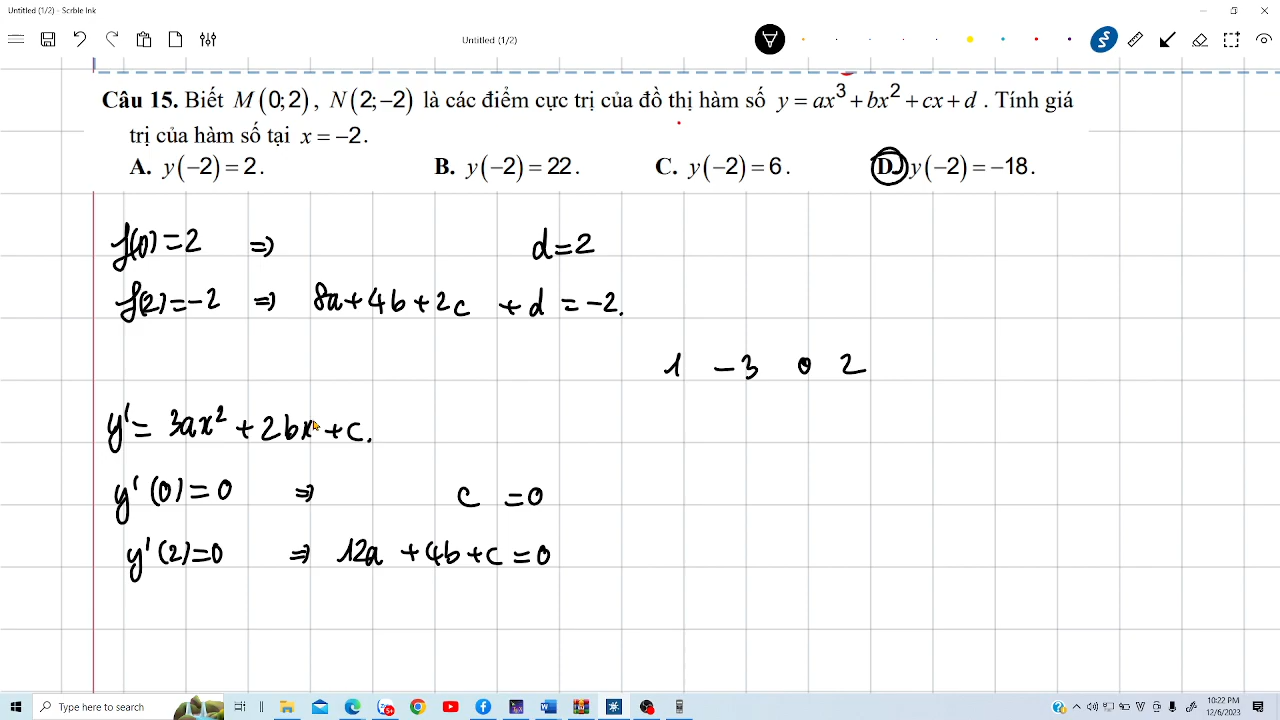 Untitled (1/2) - Scrble Ink
Untitled (1/2)
Câu 15. Biết M(0;2), N(2;−2) là các điểm cực trị của đồ thị hàm số y = ax³ + bx² + cx + d. Tính giá
trị của hàm số tại x = −2.
A. y(−2) = 2. B. y(−2) = 22. C. y(−2) = 6. D. y(−2) = −18.
f(0) = 2 ⇒ d = 2
f(2) = −2 ⇒ 8a + 4b + 2c + d = −2.
1 −3 0 2
y' = 3ax² + 2bx + c.
y'(0) = 0 ⇒ c = 0
y'(2) = 0 ⇒ 12a + 4b + c = 0
Type here to search
5+
10:22 PM
12/6/2023